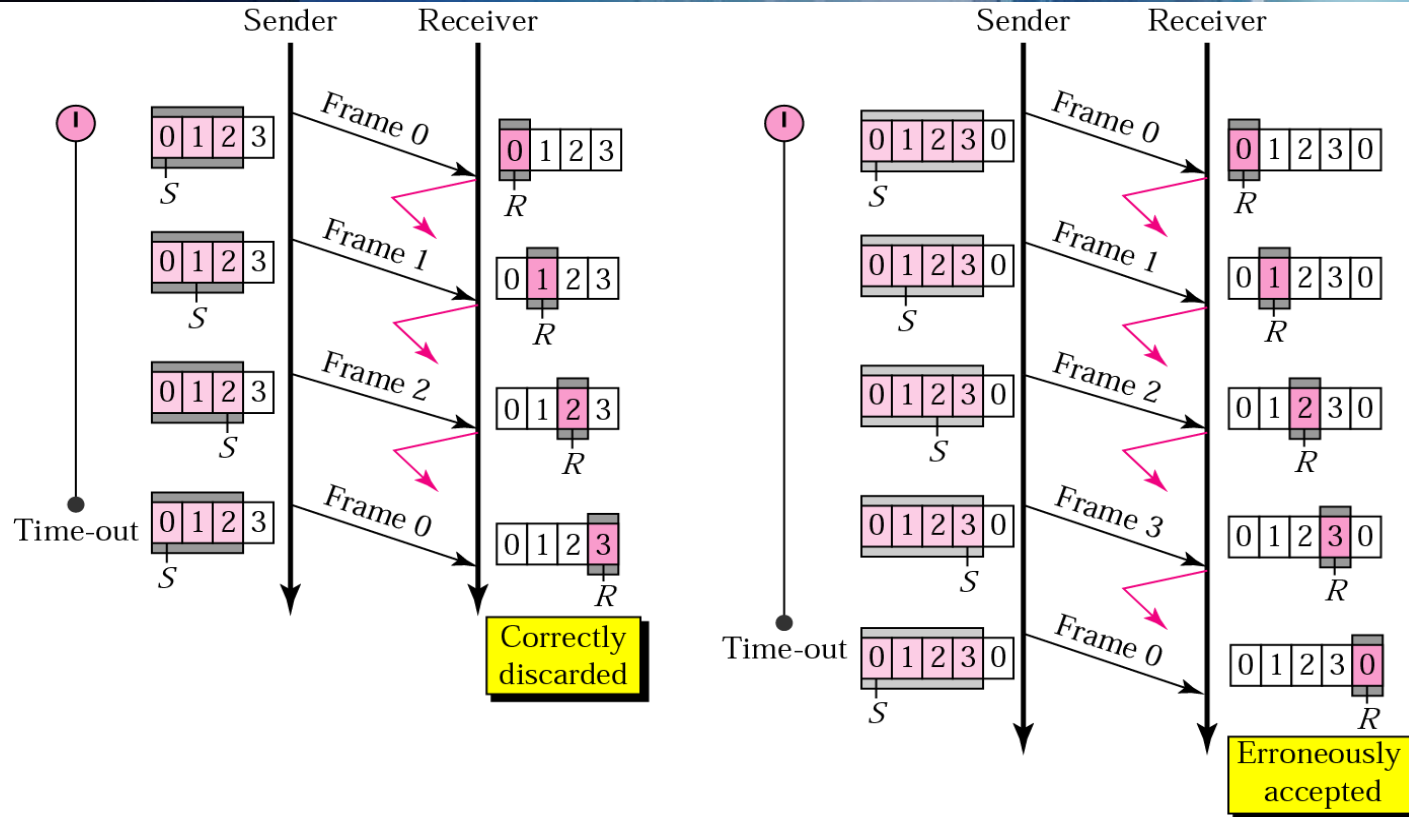 Sender Receiver
Frame 0
0 1 2 3
S
0 1 2 3
R
Frame 1
0 1 2 3
S
0 1 2 3
R
Frame 2
0 1 2 3
S
0 1 2 3
R
Time-out
Frame 0
0 1 2 3
S
0 1 2 3
R
Correctly
discarded
Sender Receiver
Frame 0
0 1 2 3 0
S
0 1 2 3 0
R
Frame 1
0 1 2 3 0
S
0 1 2 3 0
R
Frame 2
0 1 2 3 0
S
0 1 2 3 0
R
Frame 3
0 1 2 3 0
S
0 1 2 3 0
R
Time-out
Frame 0
0 1 2 3 0
S
0 1 2 3 0
R
Erroneously
accepted